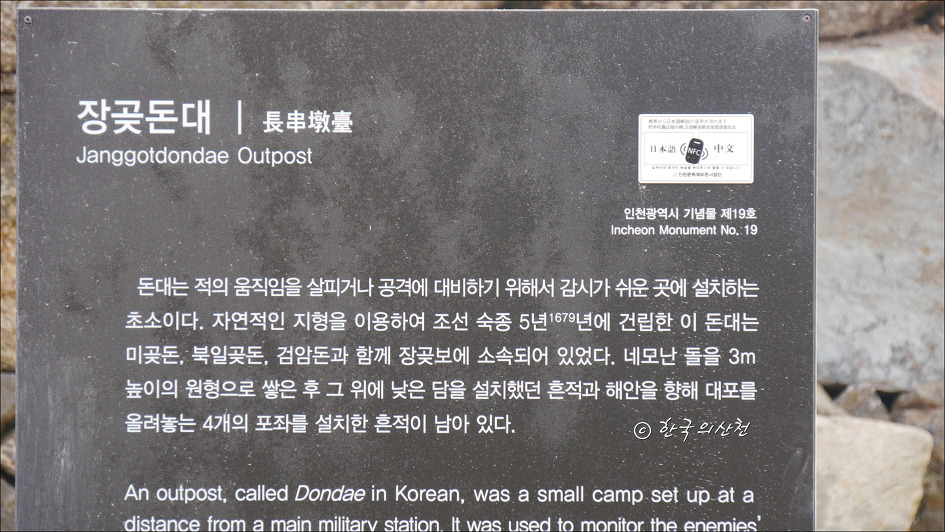 장곶돈대 | 長串墩臺
Janggotdondae Outpost
日本語 NFC 中文
인천광역시 기념물 제19호
Incheon Monument No. 19
돈대는 적의 움직임을 살피거나 공격에 대비하기 위해서 감시가 쉬운 곳에 설치하는
초소이다. 자연적인 지형을 이용하여 조선 숙종 5년1679년에 건립한 이 돈대는
미곶돈, 북일곶돈, 검암돈과 함께 장곶보에 소속되어 있었다. 네모난 돌을 3m
높이의 원형으로 쌓은 후 그 위에 낮은 담을 설치했던 흔적과 해안을 향해 대포를
올려놓는 4개의 포좌를 설치한 흔적이 남아 있다.
© 한국의산천
An outpost, called Dondae in Korean, was a small camp set up at a
distance from a main military station. It was used to monitor the enemies'